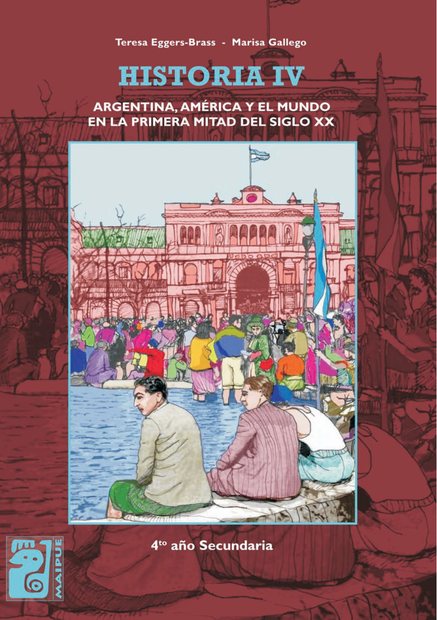 Teresa Eggers-Brass - Marisa Gallego
HISTORIA IV
ARGENTINA, AMÉRICA Y EL MUNDO
EN LA PRIMERA MITAD DEL SIGLO XX
4to año Secundaria
MAIPUE